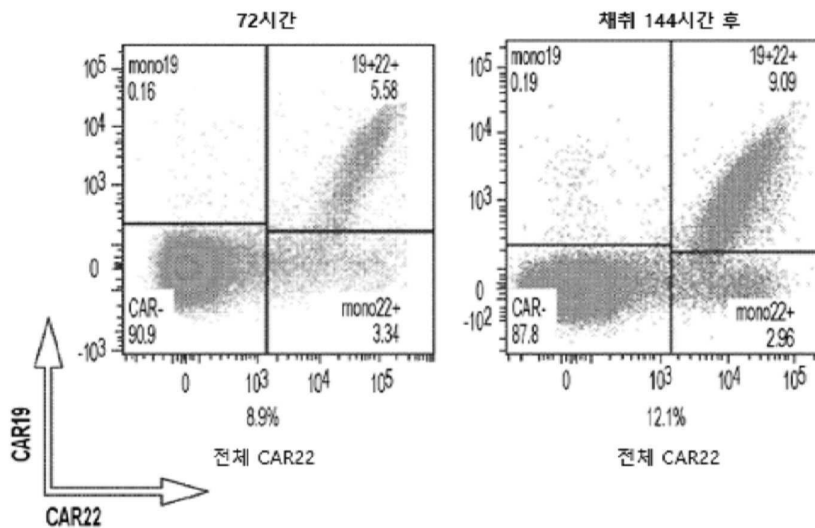 72시간
mono19
0.16
19+22+
5.58
CAR-
90.9
mono22+
3.34
10⁵
10⁴
10³
0
-10³
0
10³
10⁴
10⁵
8.9%
전체 CAR22
채취 144시간 후
mono19
0.19
19+22+
9.09
CAR-
87.8
mono22+
2.96
10⁵
10⁴
10³
0
-10²
0
10³
10⁴
10⁵
12.1%
전체 CAR22
CAR19
CAR22